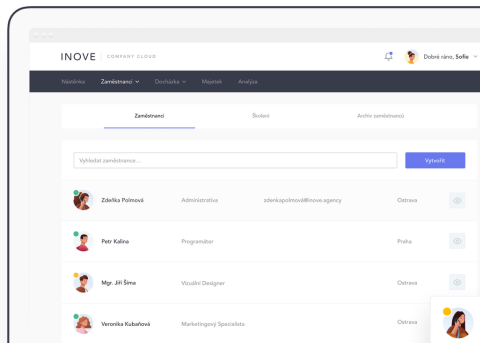 INOVE COMPANY CLOUD
Dobré ráno, Sofie
Nástěnka Zaměstnanci Docházka Majetek Analýza
Zaměstnanci Školení Archiv zaměstnanců
Vyhledat zaměstnance... Vytvořit
Zdeňka Polmová Administrativa zdenkapolmová@inove.agency Ostrava
Petr Kalina Programátor Praha
Mgr. Jiří Šíma Vizuální Designer Ostrava
Veronika Kubaňová Marketingový Specialista Ostrava